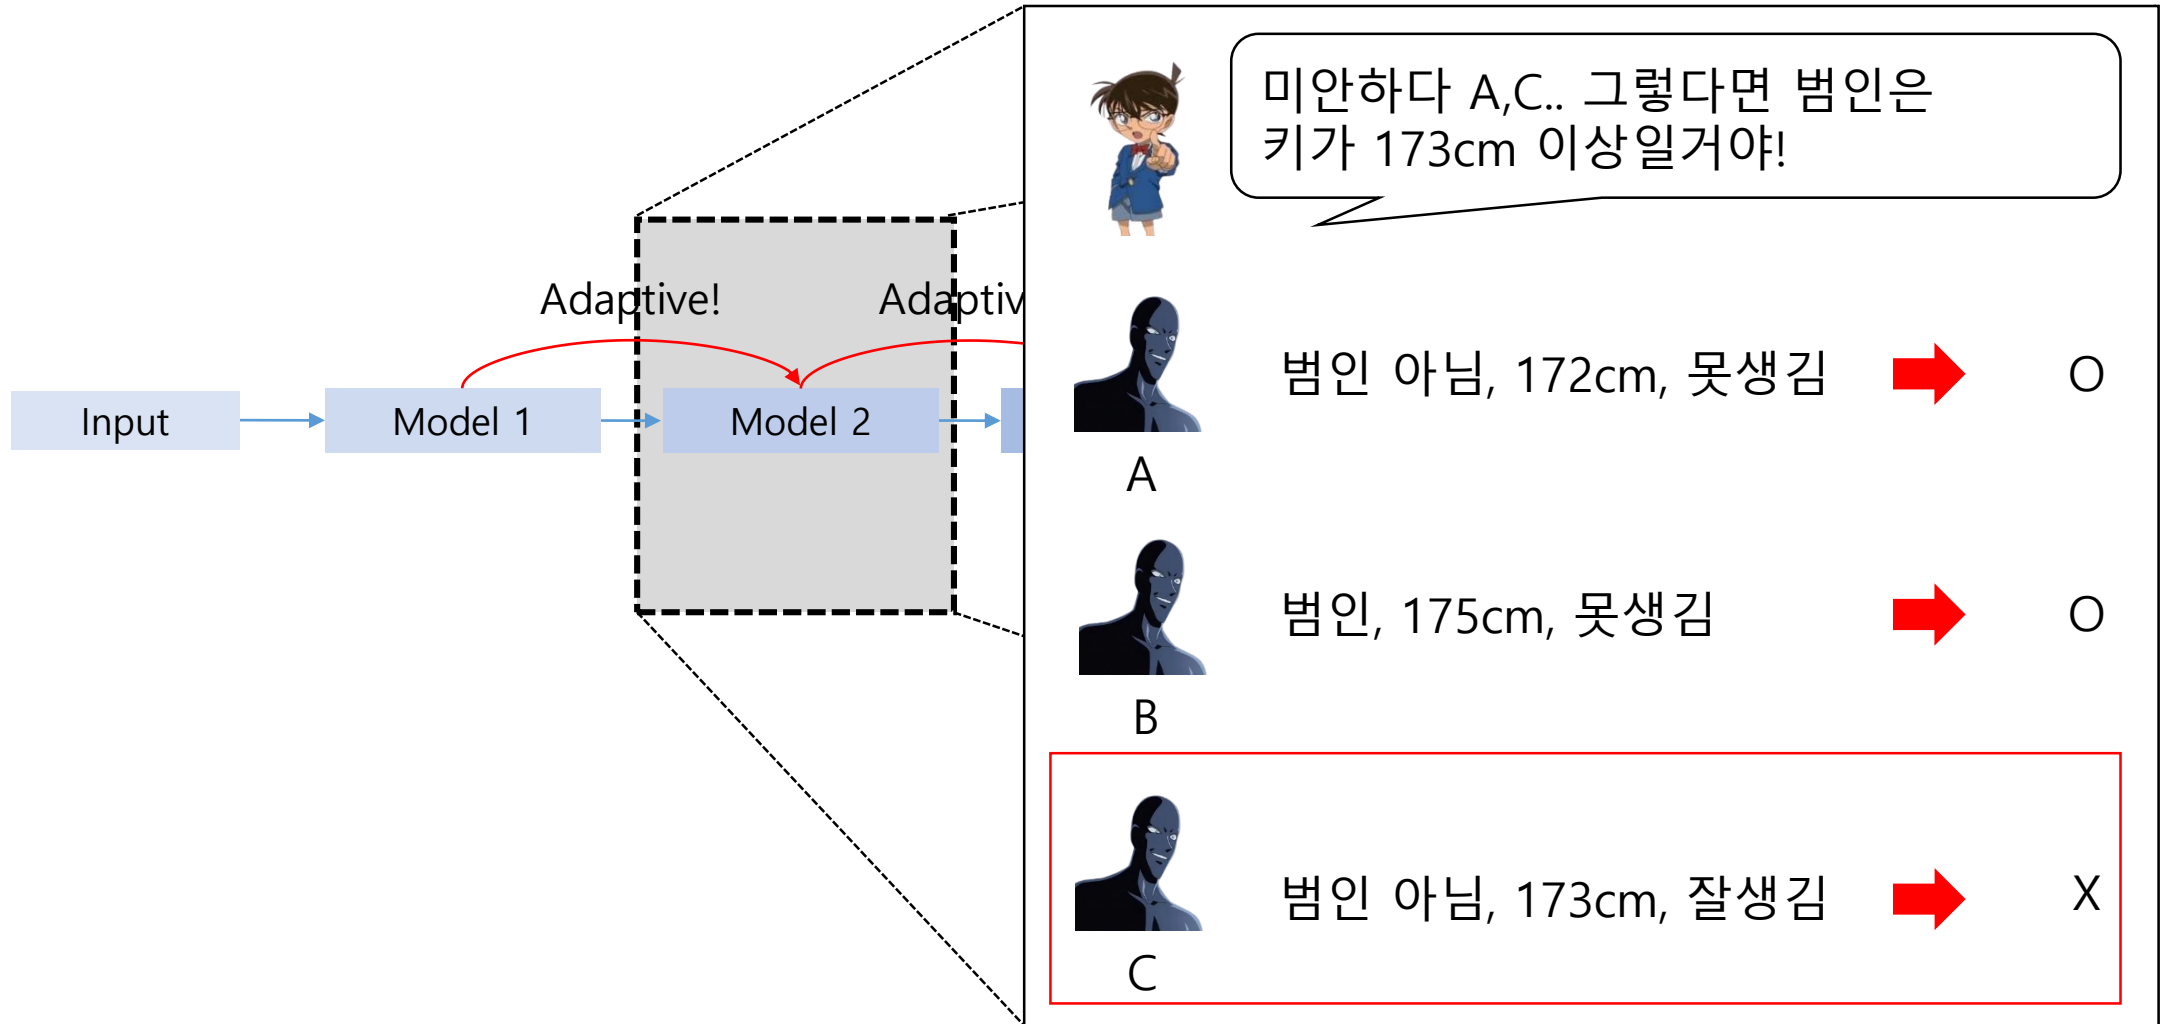 미안하다 A,C.. 그렇다면 범인은
키가 173cm 이상일거야!
Adaptive!
Adaptiv
Input
Model 1
Model 2
범인 아님, 172cm, 못생김
O
A
범인, 175cm, 못생김
O
B
범인 아님, 173cm, 잘생김
X
C